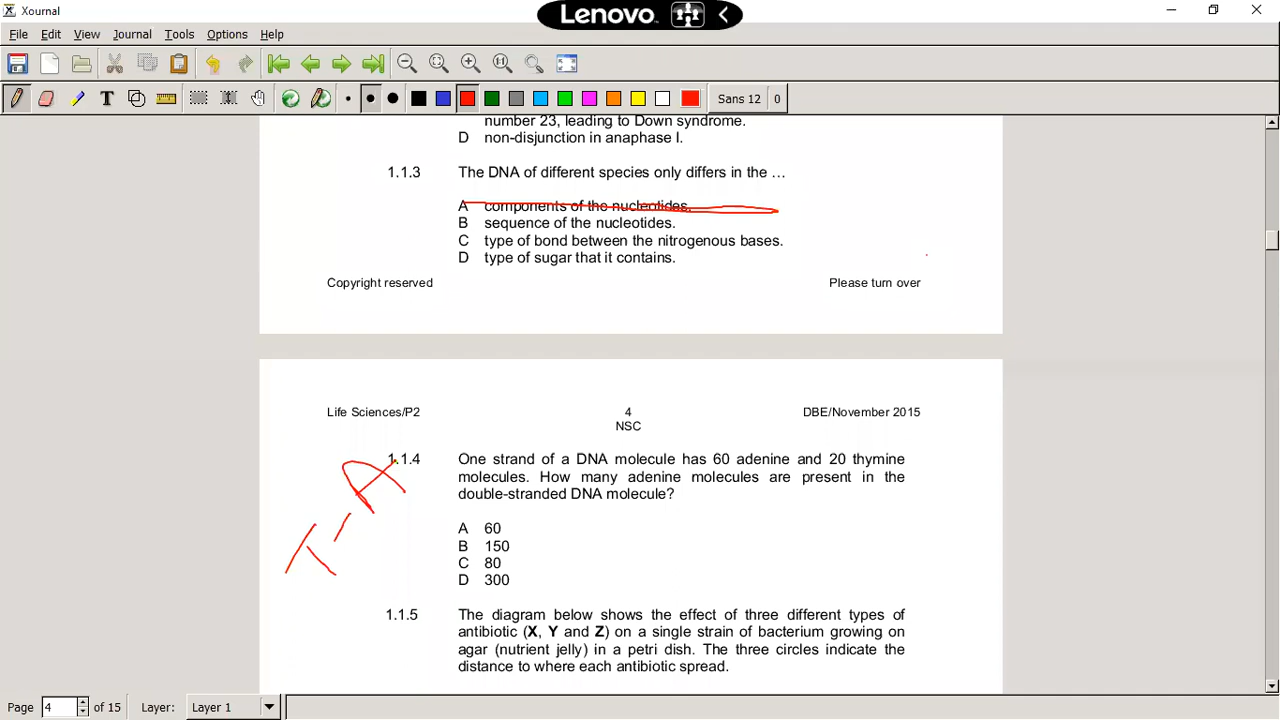 Xournal
Lenovo
File Edit View Journal Tools Options Help
T Sans 12 0
number 23, leading to Down syndrome.
D non-disjunction in anaphase I.
1.1.3 The DNA of different species only differs in the …
A components of the nucleotides.
B sequence of the nucleotides.
C type of bond between the nitrogenous bases.
D type of sugar that it contains.
Copyright reserved Please turn over
Life Sciences/P2 4 DBE/November 2015
NSC
1.1.4 One strand of a DNA molecule has 60 adenine and 20 thymine
molecules. How many adenine molecules are present in the
double-stranded DNA molecule?
T-A
A 60
B 150
C 80
D 300
1.1.5 The diagram below shows the effect of three different types of
antibiotic (X, Y and Z) on a single strain of bacterium growing on
agar (nutrient jelly) in a petri dish. The three circles indicate the
distance to where each antibiotic spread.
Page 4 of 15 Layer: Layer 1